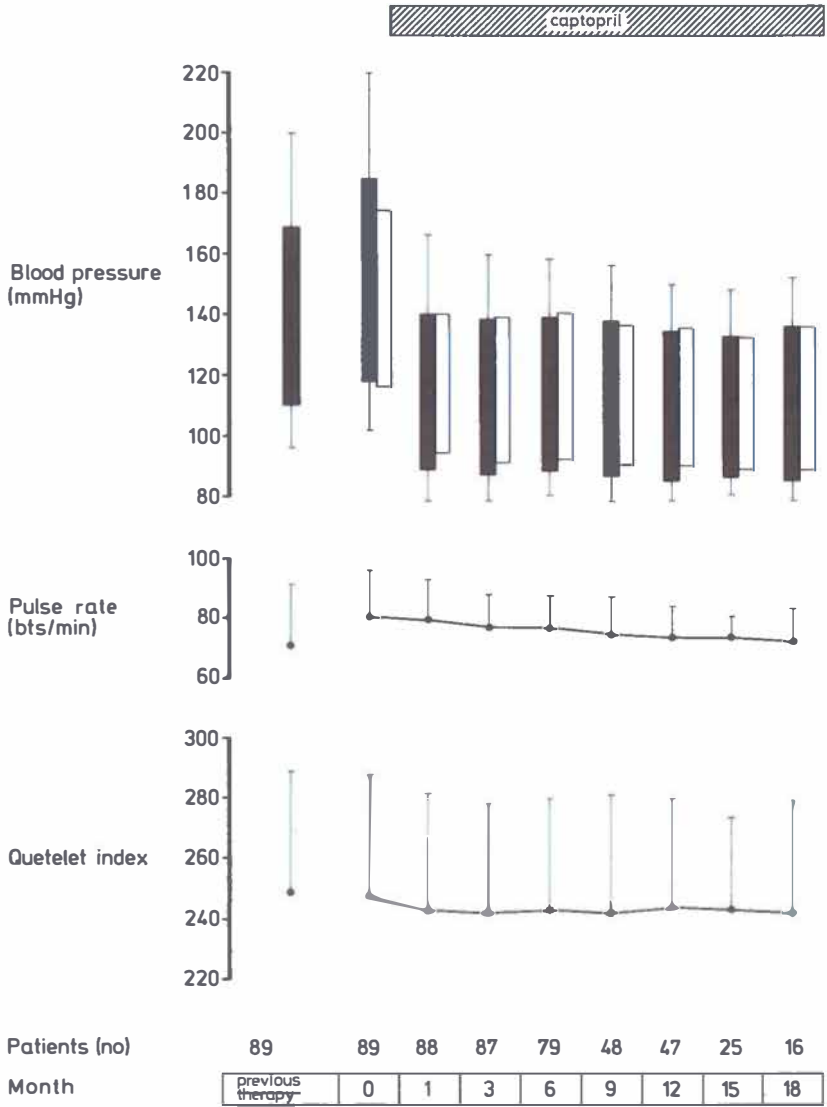 captopril
220
200
180
160
140
120
100
80
Blood pressure
(mmHg)
100
80
60
Pulse rate
(bts/min)
300
280
260
240
220
Quetelet index
Patients (no) 89 89 88 87 79 48 47 25 16
Month previous therapy 0 1 3 6 9 12 15 18